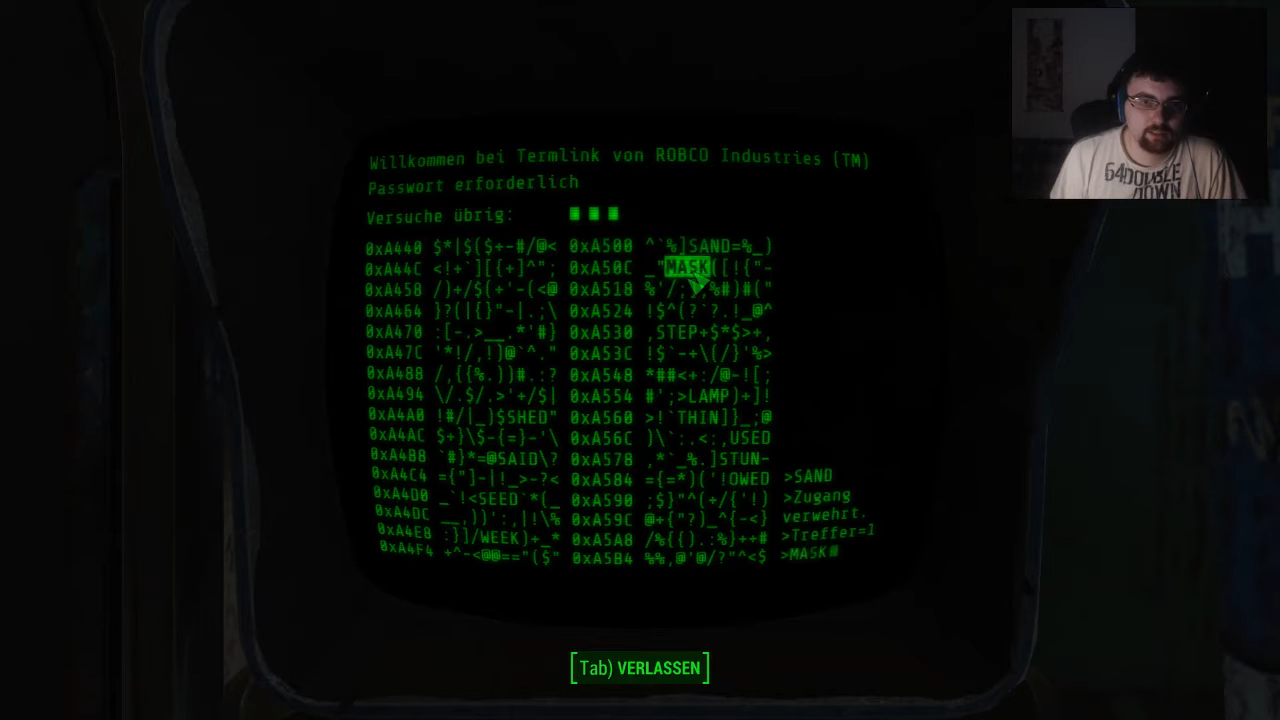 Willkommen bei Termlink von ROBCO Industries (TM)
Passwort erforderlich
Versuche übrig:
0xA440 $*|$($+-#/@< 0xA500 ^`%]SAND=%_)
0xA44C <!+`][{+]^"; 0xA50C _"MASK([!{"-
0xA458 /)+/$(+'-(<@ 0xA518 %'/;},%#)#("
0xA464 }?(|{}"-|.;\ 0xA524 !$^(?`?.!_@^
0xA470 :[-.>__.*'#} 0xA530 ,STEP+$*$>+,
0xA47C '*!/,!)@`^." 0xA53C !$`-+\(/}'%>
0xA488 /,{{%.))#.:? 0xA548 *##<+:/@-![;
0xA494 \/.$/.>'+/$| 0xA554 #';>LAMP)+]!
0xA4A0 !#/|_)$SHED" 0xA560 >!`THIN]}_;@
0xA4AC $+}\$-{=}-'\ 0xA56C )\`:.<:,USED
0xA4B8 `#}*=@SAID\? 0xA578 ,*`_%.]STUN-
0xA4C4 ={"]-|!_>-?< 0xA584 ={=*)('!OWED >SAND
0xA4D0 _`!<SEED`*(_ 0xA590 ;$}"^(+/{'!) >Zugang
0xA4DC __,))':,|!\% 0xA59C @+{"?)_^{-<} verwehrt.
0xA4E8 :}]/WEEK)+_* 0xA5A8 /%{{).:%}++# >Treffer=1
0xA4F4 +^-<@@=="($" 0xA5B4 %%,@'@/?"^<$ >MASK
Tab) VERLASSEN
64DOUBLE
DOWN